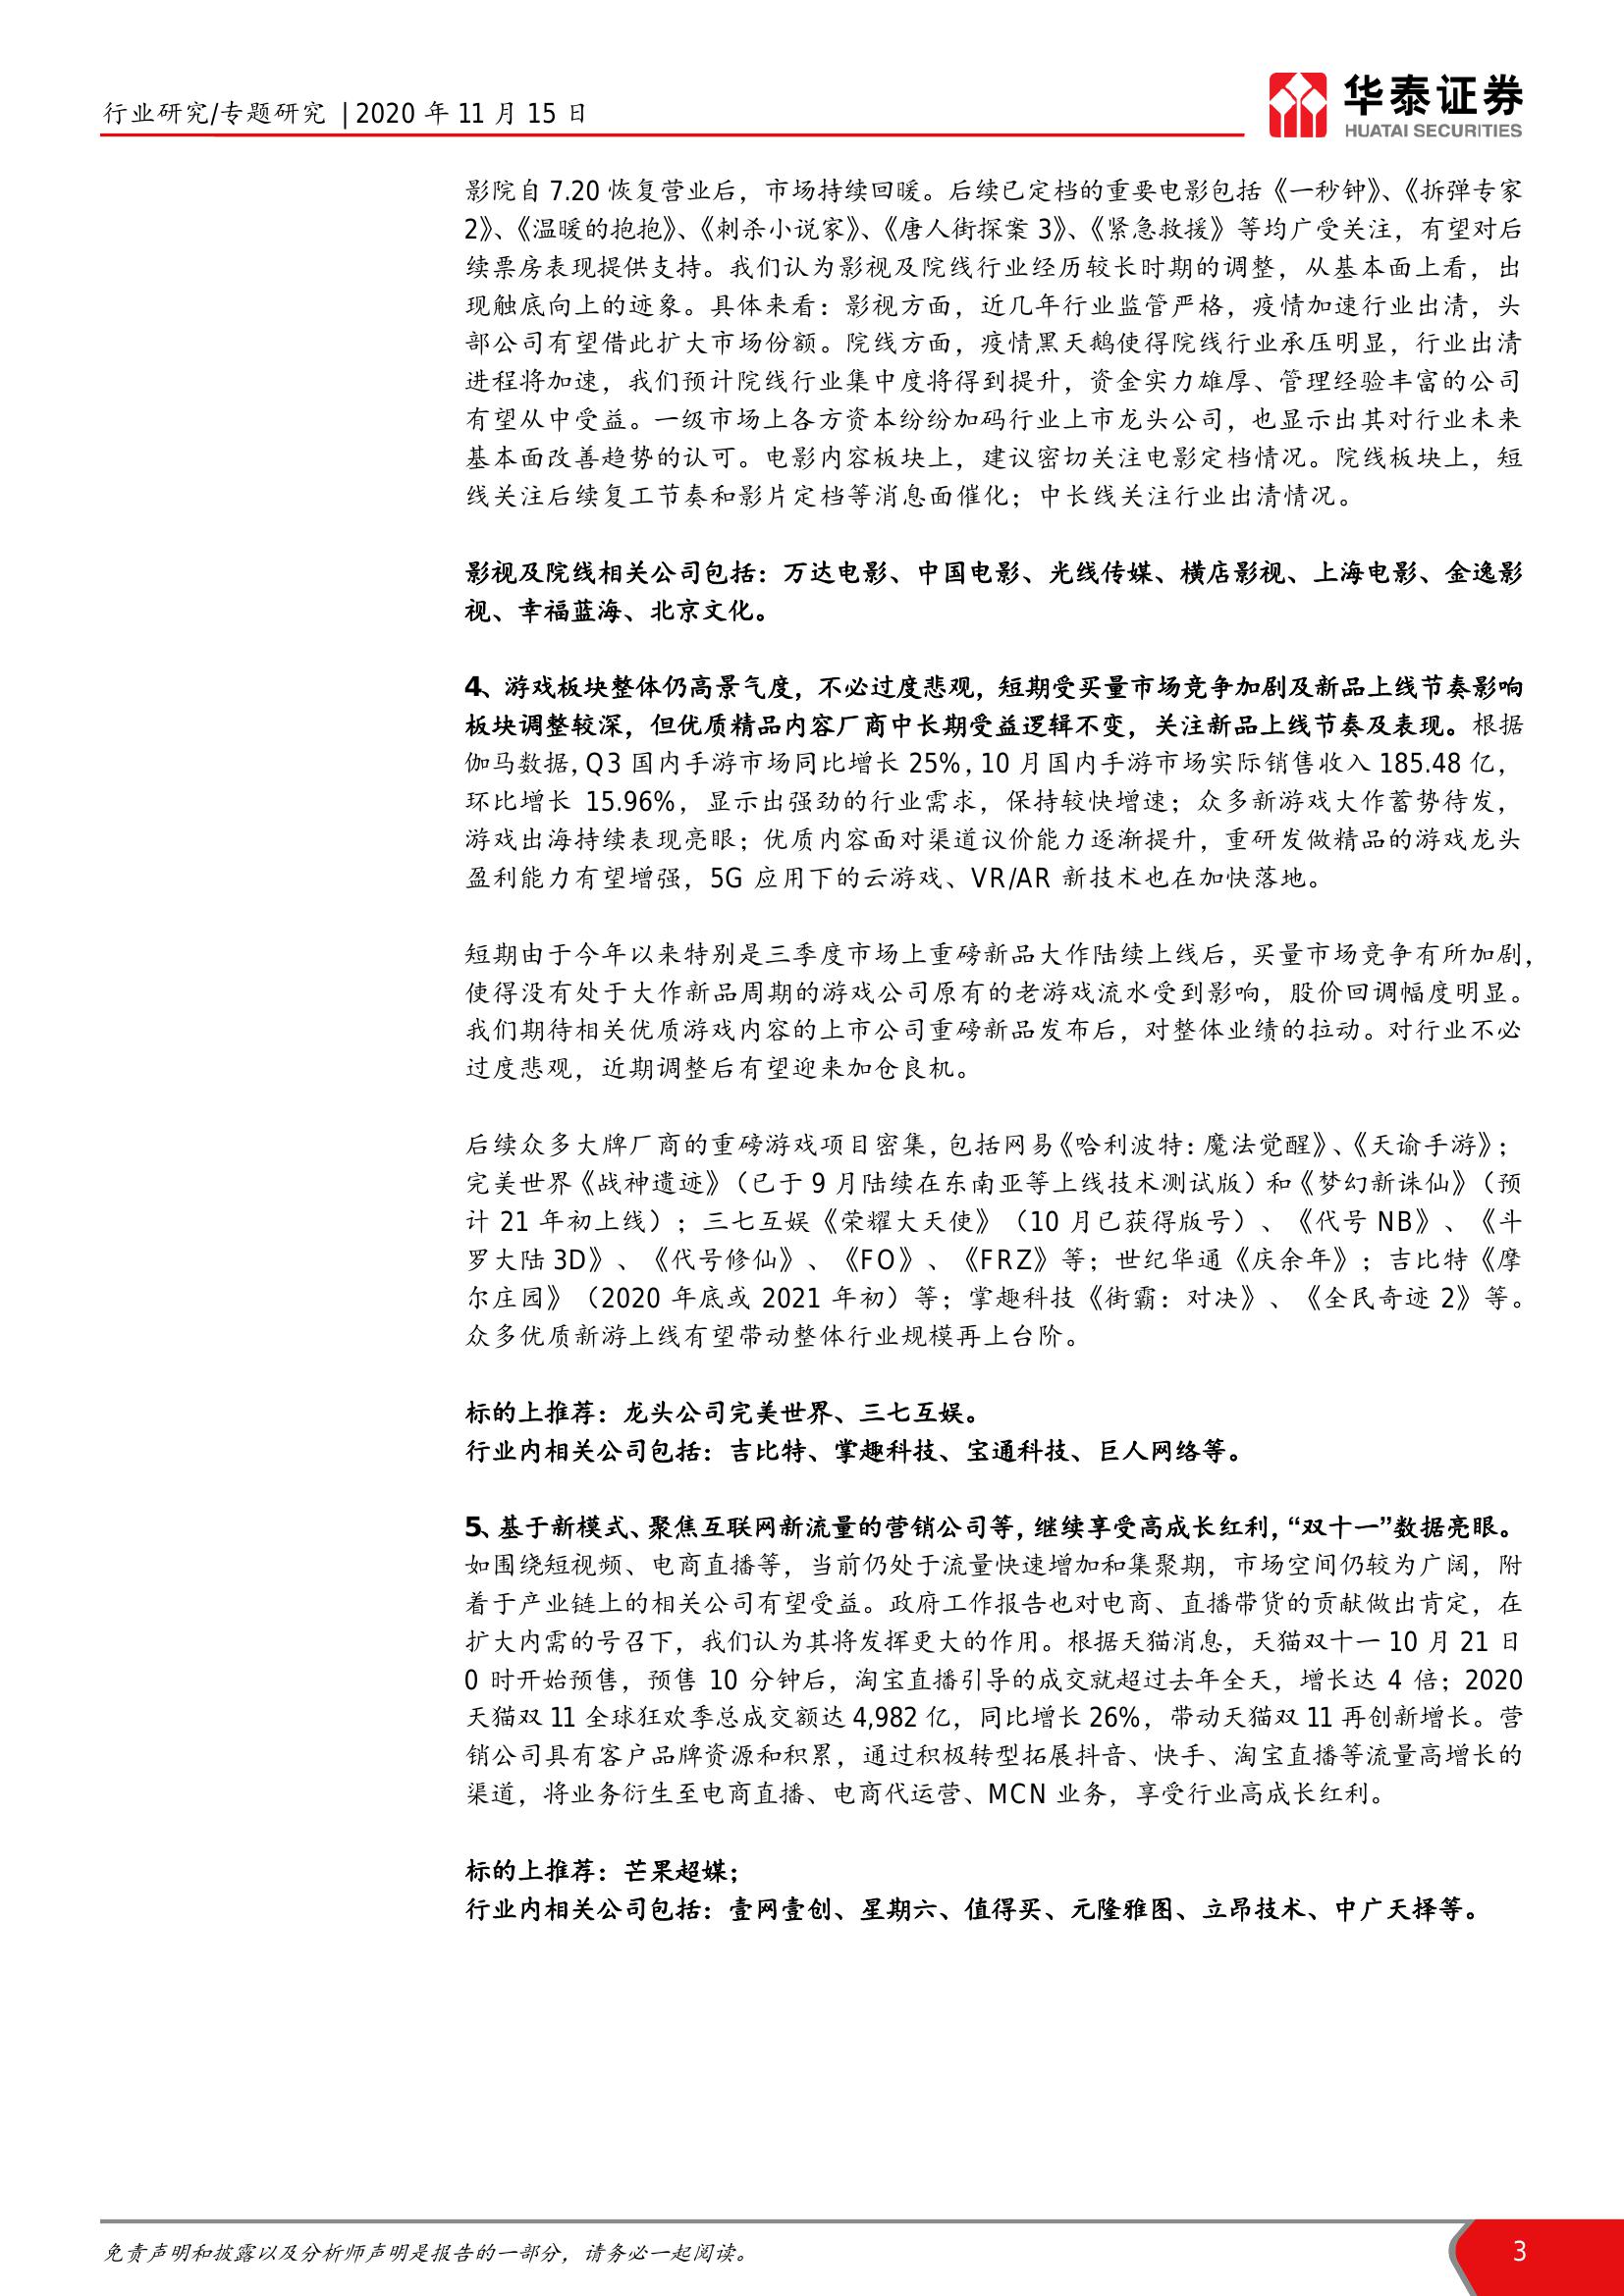 行业研究/专题研究 | 2020 年 11 月 15 日
华泰证券
HUATAI SECURITIES
影院自 7.20 恢复营业后，市场持续回暖。后续已定档的重要电影包括《一秒钟》、《拆弹专家
2》、《温暖的抱抱》、《刺杀小说家》、《唐人街探案 3》、《紧急救援》等均广受关注，有望对后
续票房表现提供支持。我们认为影视及院线行业经历较长时期的调整，从基本面上看，出
现触底向上的迹象。具体来看：影视方面，近几年行业监管严格，疫情加速行业出清，头
部公司有望借此扩大市场份额。院线方面，疫情黑天鹅使得院线行业承压明显，行业出清
进程将加速，我们预计院线行业集中度将得到提升，资金实力雄厚、管理经验丰富的公司
有望从中受益。一级市场上各方资本纷纷加码行业上市龙头公司，也显示出其对行业未来
基本面改善趋势的认可。电影内容板块上，建议密切关注电影定档情况。院线板块上，短
线关注后续复工节奏和影片定档等消息面催化；中长线关注行业出清情况。
影视及院线相关公司包括：万达电影、中国电影、光线传媒、横店影视、上海电影、金逸影
视、幸福蓝海、北京文化。
4、游戏板块整体仍高景气度，不必过度悲观，短期受买量市场竞争加剧及新品上线节奏影响
板块调整较深，但优质精品内容厂商中长期受益逻辑不变，关注新品上线节奏及表现。根据
伽马数据，Q3 国内手游市场同比增长 25%，10 月国内手游市场实际销售收入 185.48 亿，
环比增长 15.96%，显示出强劲的行业需求，保持较快增速；众多新游戏大作蓄势待发，
游戏出海持续表现亮眼；优质内容面对渠道议价能力逐渐提升，重研发做精品的游戏龙头
盈利能力有望增强，5G 应用下的云游戏、VR/AR 新技术也在加快落地。
短期由于今年以来特别是三季度市场上重磅新品大作陆续上线后，买量市场竞争有所加剧，
使得没有处于大作新品周期的游戏公司原有的老游戏流水受到影响，股价回调幅度明显。
我们期待相关优质游戏内容的上市公司重磅新品发布后，对整体业绩的拉动。对行业不必
过度悲观，近期调整后有望迎来加仓良机。
后续众多大牌厂商的重磅游戏项目密集，包括网易《哈利波特：魔法觉醒》、《天谕手游》；
完美世界《战神遗迹》（已于 9 月陆续在东南亚等上线技术测试版）和《梦幻新诛仙》（预
计 21 年初上线）；三七互娱《荣耀大天使》（10 月已获得版号）、《代号 NB》、《斗
罗大陆 3D》、《代号修仙》、《FO》、《FRZ》等；世纪华通《庆余年》；吉比特《摩
尔庄园》（2020 年底或 2021 年初）等；掌趣科技《街霸：对决》、《全民奇迹 2》等。
众多优质新游上线有望带动整体行业规模再上台阶。
标的上推荐：龙头公司完美世界、三七互娱。
行业内相关公司包括：吉比特、掌趣科技、宝通科技、巨人网络等。
5、基于新模式、聚焦互联网新流量的营销公司等，继续享受高成长红利，“双十一”数据亮眼。
如围绕短视频、电商直播等，当前仍处于流量快速增加和集聚期，市场空间仍较为广阔，附
着于产业链上的相关公司有望受益。政府工作报告也对电商、直播带货的贡献做出肯定，在
扩大内需的号召下，我们认为其将发挥更大的作用。根据天猫消息，天猫双十一 10 月 21 日
0 时开始预售，预售 10 分钟后，淘宝直播引导的成交就超过去年全天，增长达 4 倍；2020
天猫双 11 全球狂欢季总成交额达 4,982 亿，同比增长 26%，带动天猫双 11 再创新增长。营
销公司具有客户品牌资源和积累，通过积极转型拓展抖音、快手、淘宝直播等流量高增长的
渠道，将业务衍生至电商直播、电商代运营、MCN 业务，享受行业高成长红利。
标的上推荐：芒果超媒；
行业内相关公司包括：壹网壹创、星期六、值得买、元隆雅图、立昂技术、中广天择等。
免责声明和披露以及分析师声明是报告的一部分，请务必一起阅读。
3